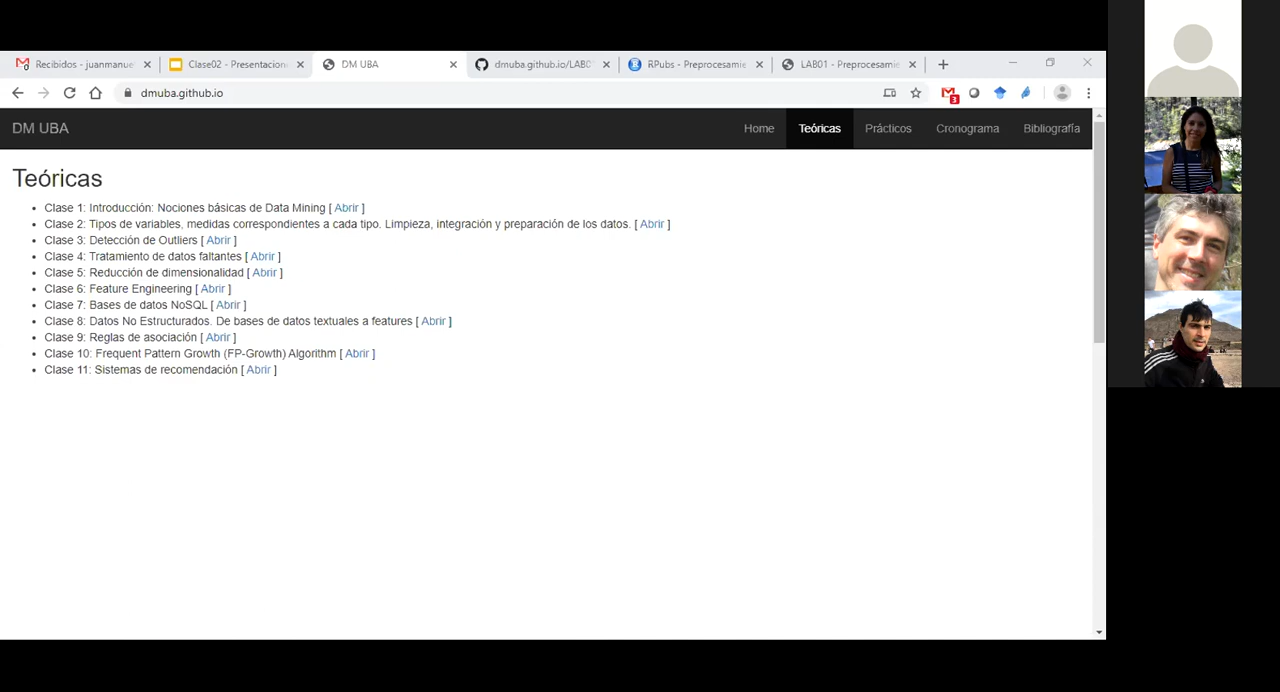 Recibidos - juanmanue
Clase02 - Presentacion
DM UBA
dmuba.github.io/LAB0
RPubs - Preprocesamie
LAB01 - Preprocesamie
dmuba.github.io
3
DM UBA
Home
Teóricas
Prácticos
Cronograma
Bibliografía
Teóricas
Clase 1: Introducción: Nociones básicas de Data Mining [ Abrir ]
Clase 2: Tipos de variables, medidas correspondientes a cada tipo. Limpieza, integración y preparación de los datos. [ Abrir ]
Clase 3: Detección de Outliers [ Abrir ]
Clase 4: Tratamiento de datos faltantes [ Abrir ]
Clase 5: Reducción de dimensionalidad [ Abrir ]
Clase 6: Feature Engineering [ Abrir ]
Clase 7: Bases de datos NoSQL [ Abrir ]
Clase 8: Datos No Estructurados. De bases de datos textuales a features [ Abrir ]
Clase 9: Reglas de asociación [ Abrir ]
Clase 10: Frequent Pattern Growth (FP-Growth) Algorithm [ Abrir ]
Clase 11: Sistemas de recomendación [ Abrir ]